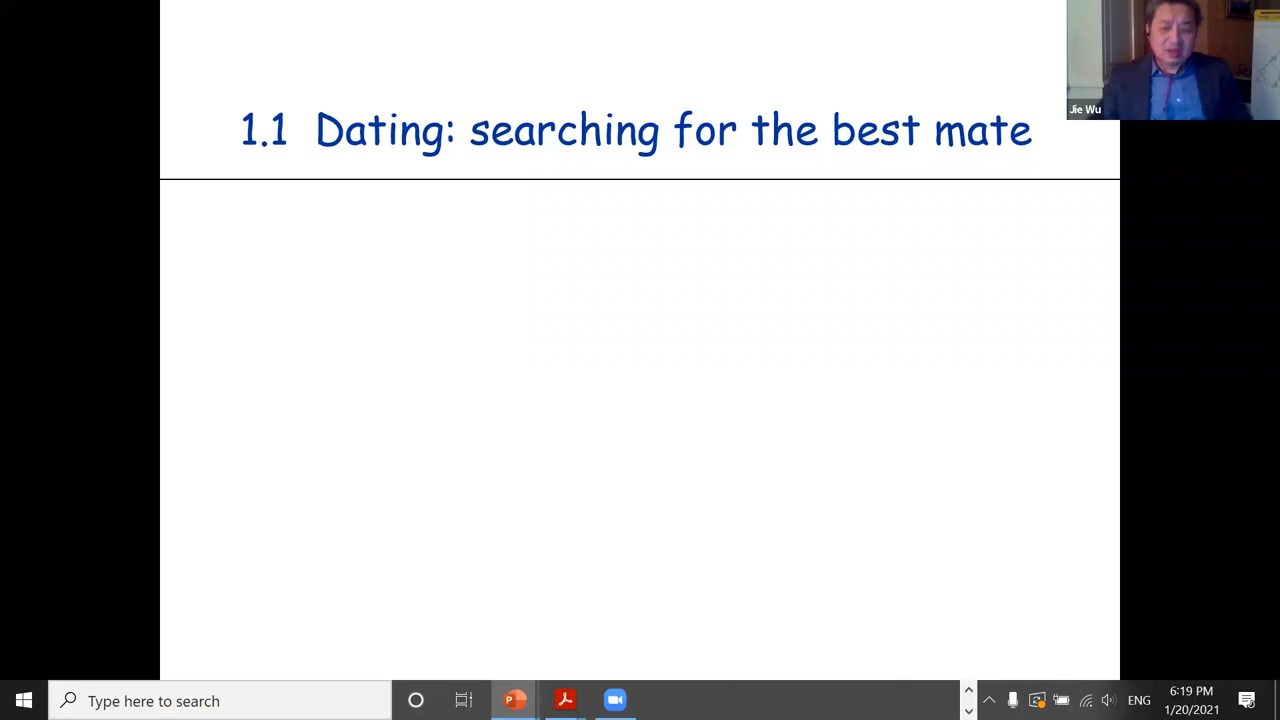 Jie Wu
1.1 Dating: searching for the best mate
Type here to search
ENG
6:19 PM
1/20/2021